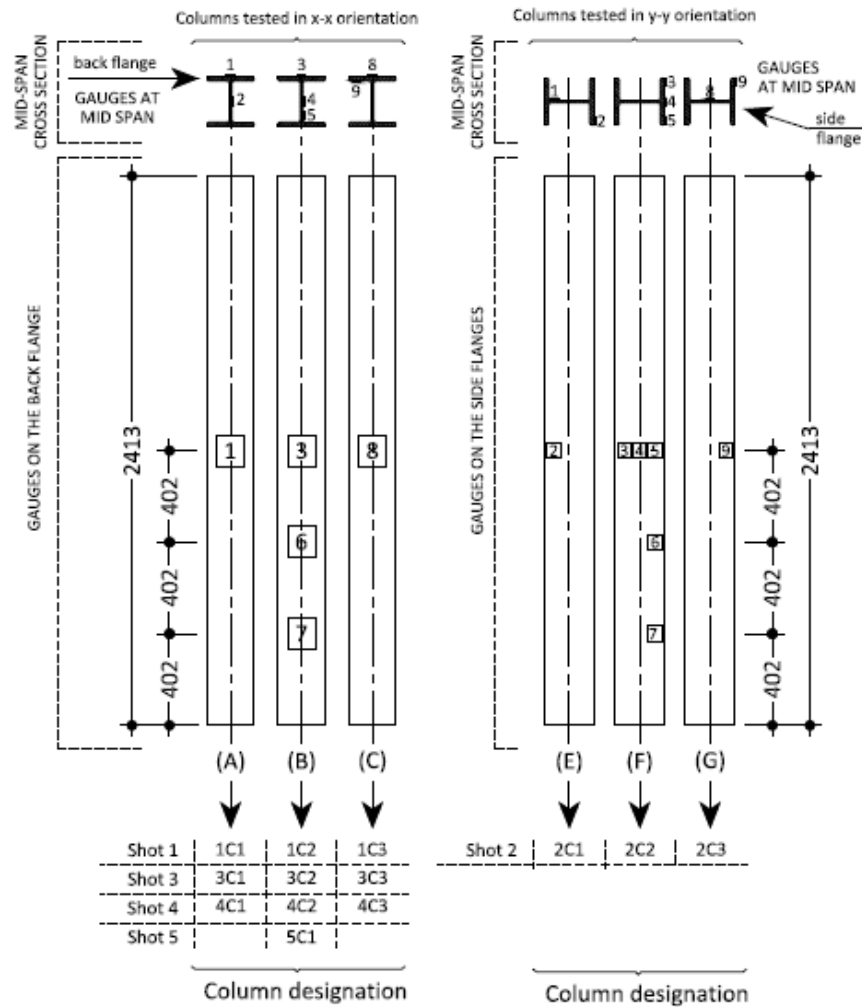 Columns tested in x-x orientation
Columns tested in y-y orientation
MID-SPAN
CROSS SECTION
back flange
GAUGES AT
MID SPAN
1
2
3
4
5
8
9
MID-SPAN
CROSS SECTION
1
2
3
4
5
8
9
GAUGES
AT MID SPAN
side
flange
GAUGES ON THE BACK FLANGE
2413
402
402
402
1
3
8
6
7
GAUGES ON THE SIDE FLANGES
2
3
4
5
9
6
7
2413
402
402
402
(A)
(B)
(C)
(E)
(F)
(G)
Shot 1 1C1 1C2 1C3
Shot 3 3C1 3C2 3C3
Shot 4 4C1 4C2 4C3
Shot 5 5C1
Shot 2 2C1 2C2 2C3
Column designation
Column designation